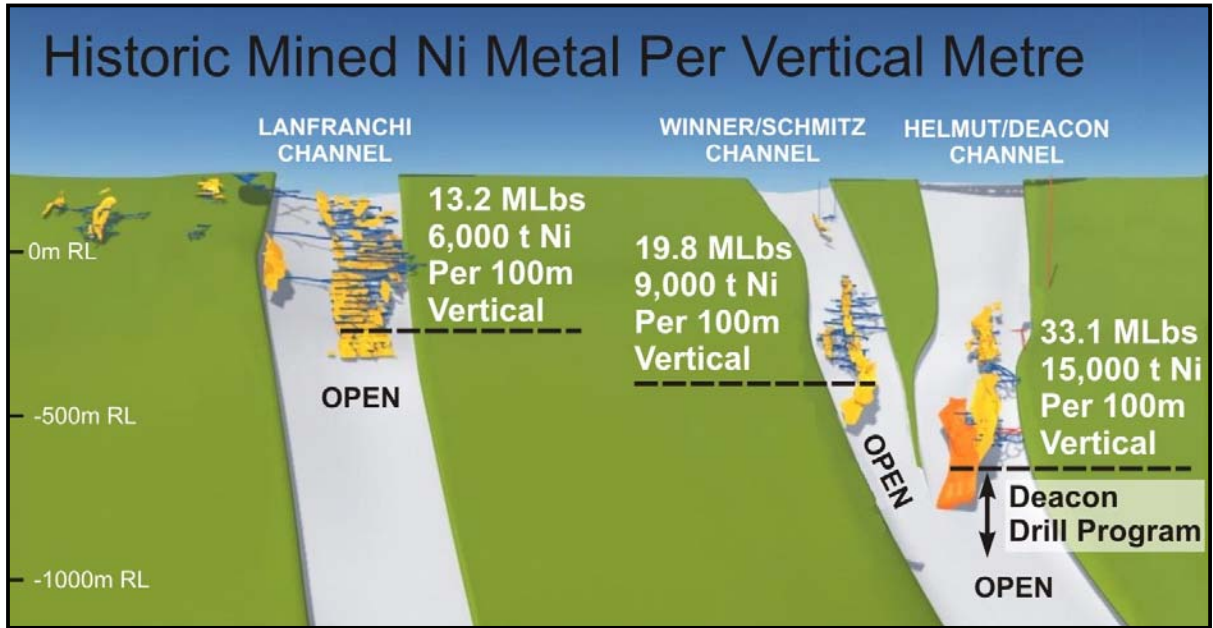 Historic Mined Ni Metal Per Vertical Metre
LANFRANCHI
CHANNEL
WINNER/SCHMITZ
CHANNEL
HELMUT/DEACON
CHANNEL
13.2 MLbs
6,000 t Ni
Per 100m
Vertical
19.8 MLbs
9,000 t Ni
Per 100m
Vertical
33.1 MLbs
15,000 t Ni
Per 100m
Vertical
0m RL
-500m RL
-1000m RL
OPEN
OPEN
Deacon
Drill Program
OPEN